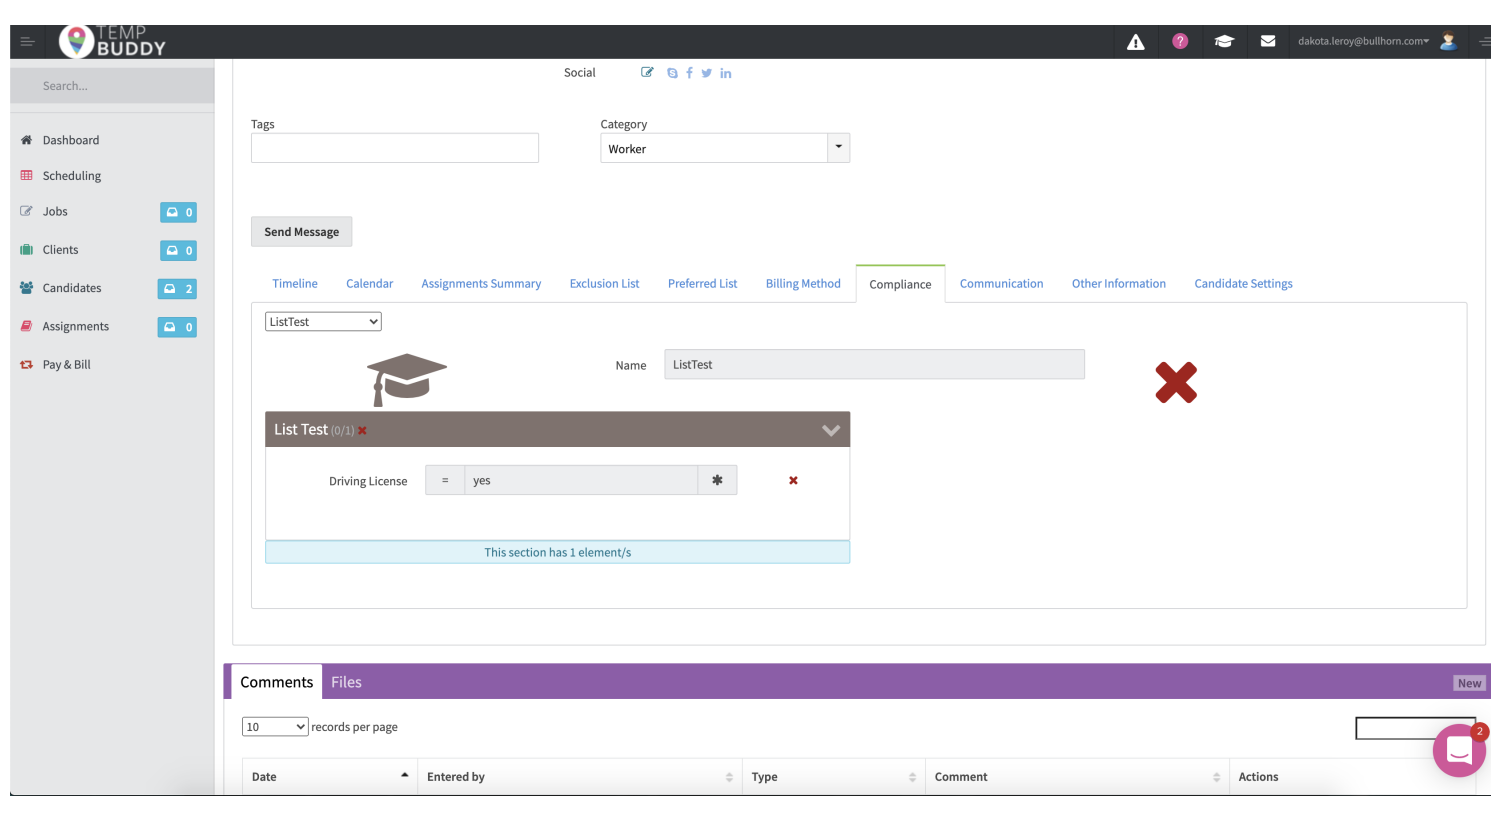 TEMP
BUDDY
?
dakota.leroy@bullhorn.com
Search...
Social
Tags
Category
Worker
Dashboard
Scheduling
Jobs 0
Clients 0
Candidates 2
Assignments 0
Pay & Bill
Send Message
Timeline Calendar Assignments Summary Exclusion List Preferred List Billing Method Compliance Communication Other Information Candidate Settings
ListTest
Name ListTest
List Test (0/1)
Driving License = yes
This section has 1 element/s
Comments Files New
10 records per page
2
Date Entered by Type Comment Actions